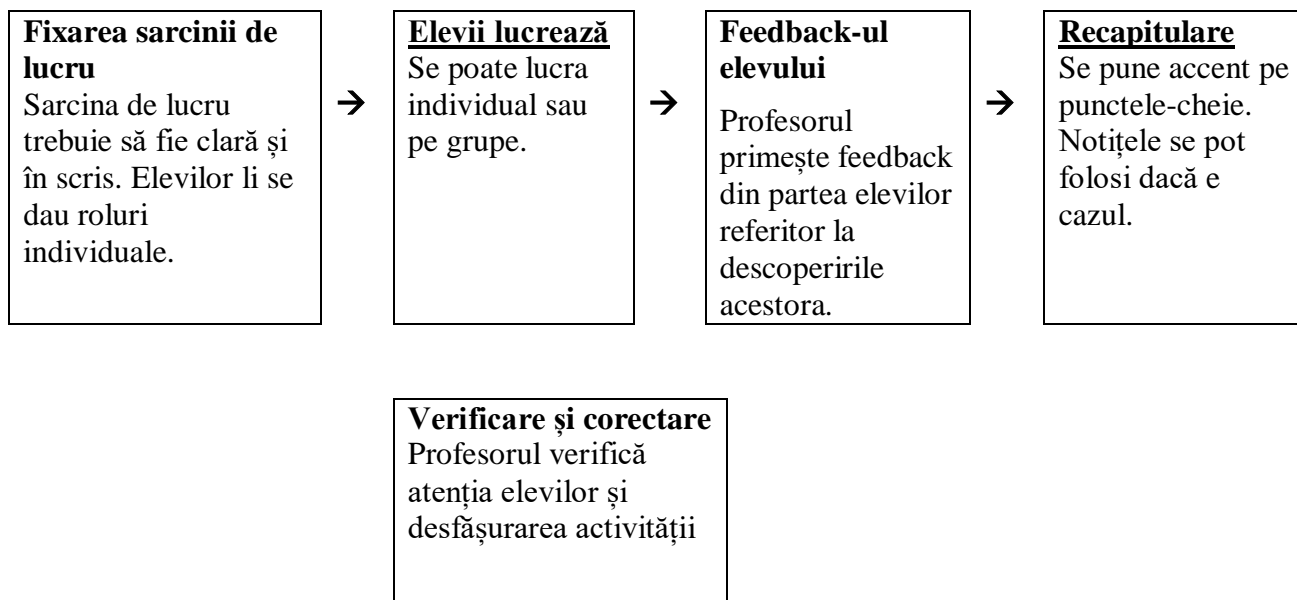 Fixarea sarcinii de
lucru
Sarcina de lucru
trebuie să fie clară și
în scris. Elevilor li se
dau roluri
individuale.
→
Elevii lucrează
Se poate lucra
individual sau
pe grupe.
→
Feedback-ul
elevului
Profesorul
primește feedback
din partea elevilor
referitor la
descoperirile
acestora.
→
Recapitulare
Se pune accent pe
punctele-cheie.
Notițele se pot
folosi dacă e
cazul.
Verificare și corectare
Profesorul verifică
atenția elevilor și
desfășurarea activității